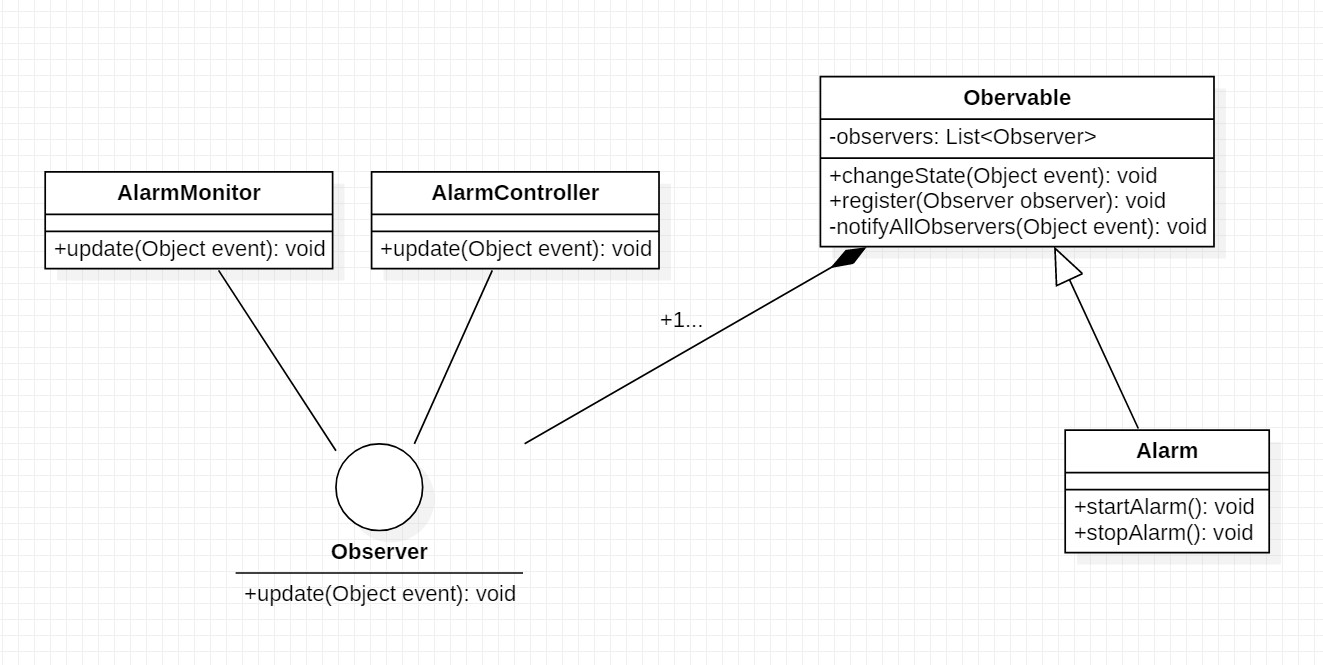 AlarmMonitor
+update(Object event): void
AlarmController
+update(Object event): void
Obervable
-observers: List<Observer>
+changeState(Object event): void
+register(Observer observer): void
-notifyAllObservers(Object event): void
+1...
Observer
+update(Object event): void
Alarm
+startAlarm(): void
+stopAlarm(): void